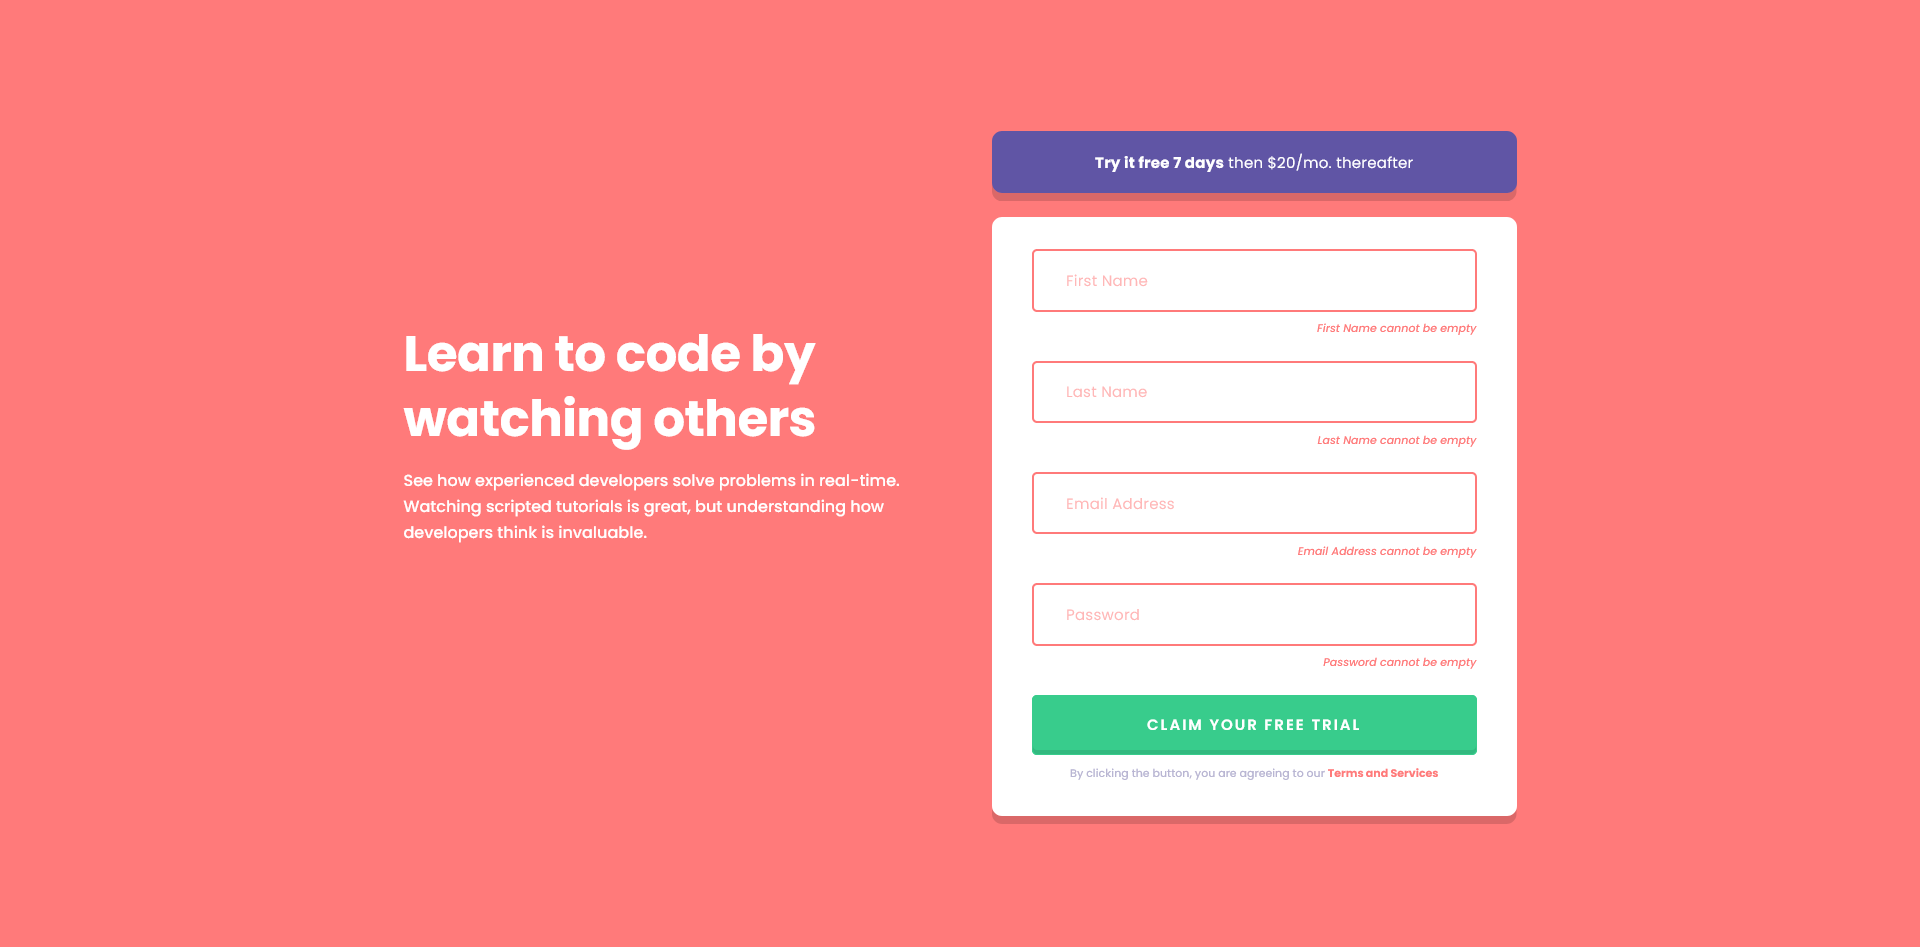 Learn to code by
watching others
See how experienced developers solve problems in real-time.
Watching scripted tutorials is great, but understanding how
developers think is invaluable.
Try it free 7 days then $20/mo. thereafter
First Name
First Name cannot be empty
Last Name
Last Name cannot be empty
Email Address
Email Address cannot be empty
Password
Password cannot be empty
CLAIM YOUR FREE TRIAL
By clicking the button, you are agreeing to our Terms and Services